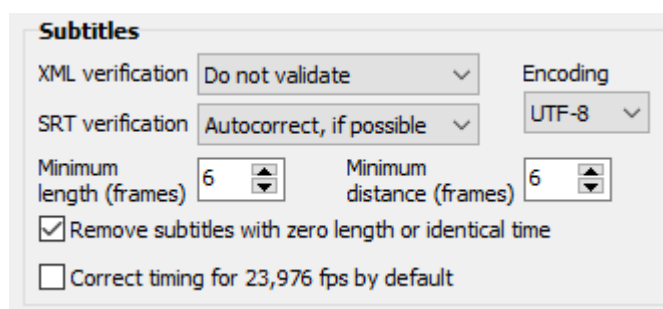 Subtitles
XML verification Do not validate
Encoding
UTF-8
SRT verification Autocorrect, if possible
Minimum
length (frames) 6
Minimum
distance (frames) 6
Remove subtitles with zero length or identical time
Correct timing for 23,976 fps by default